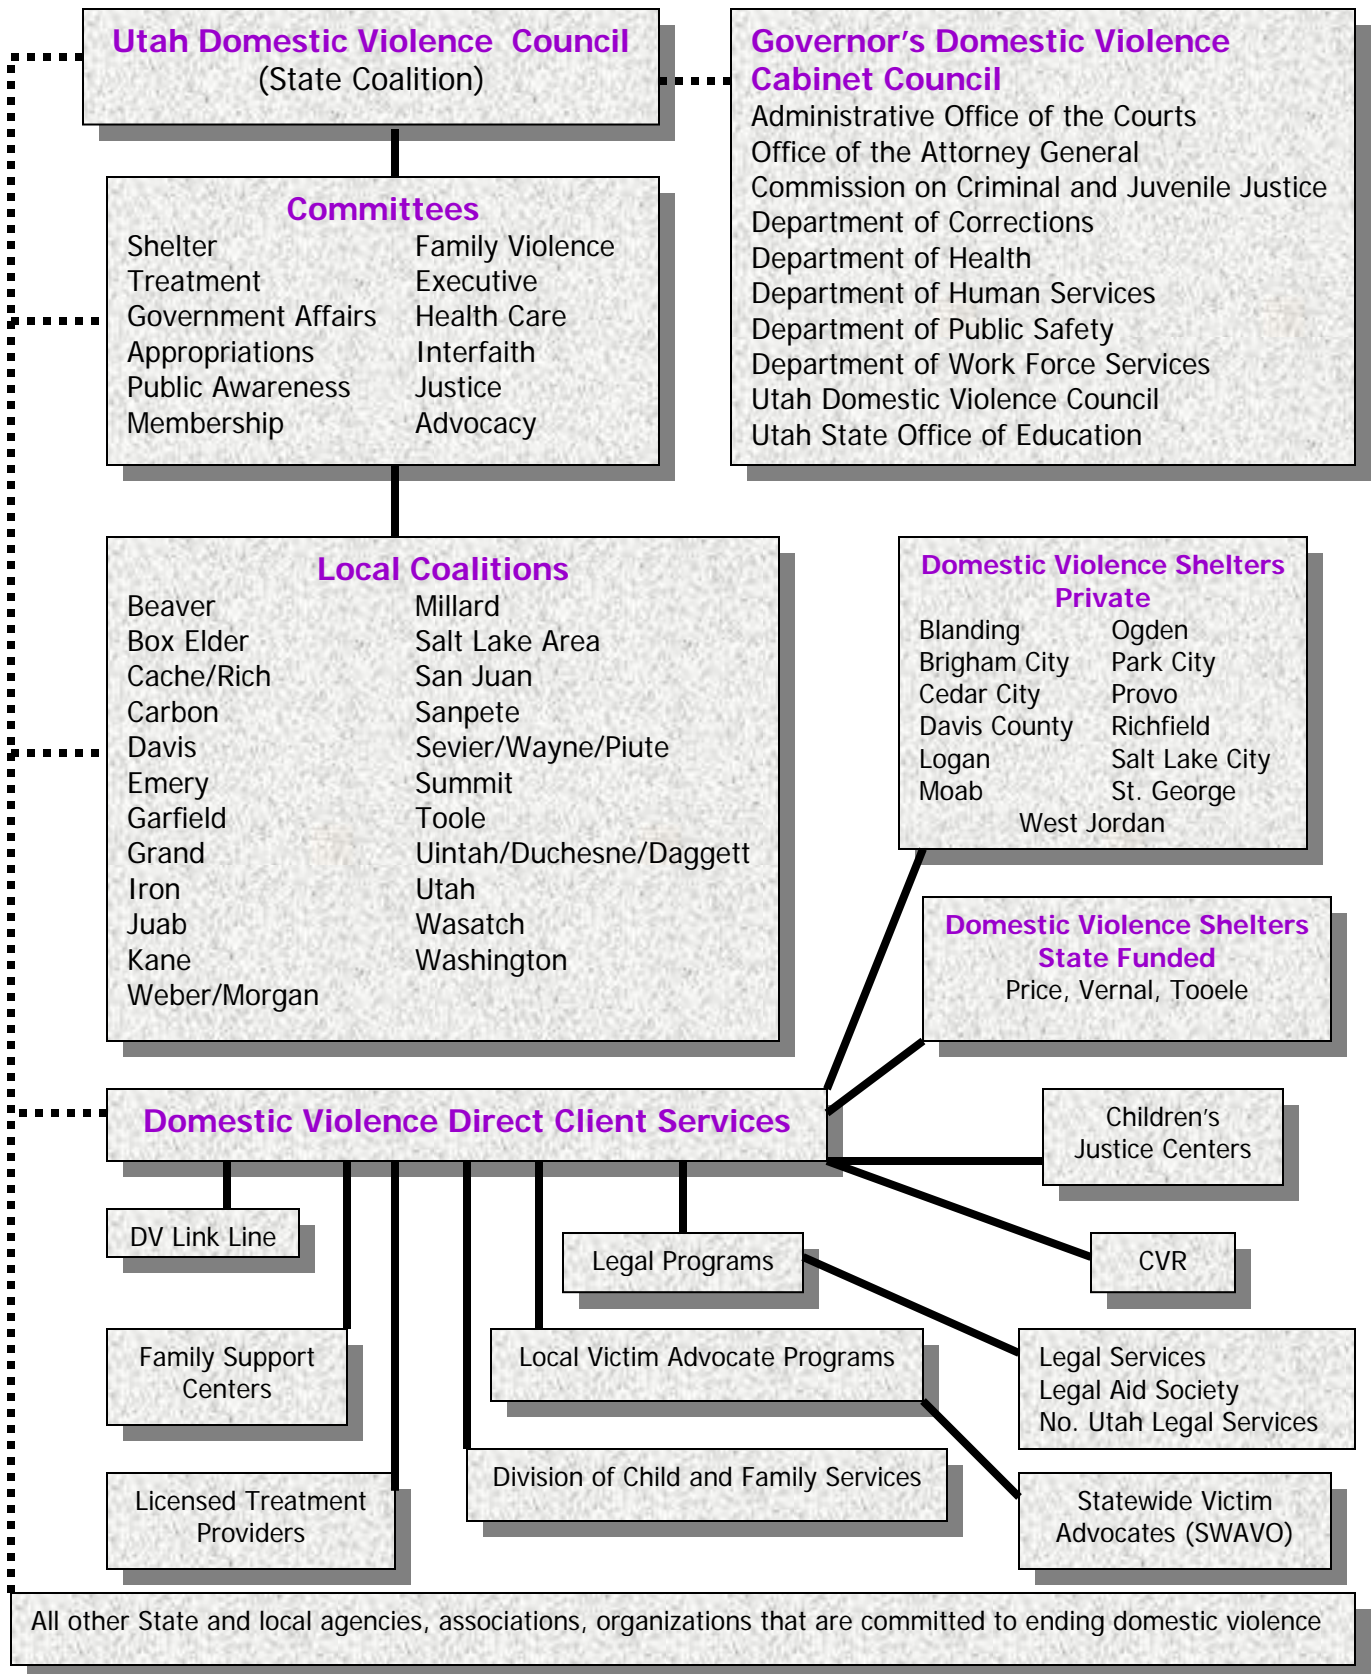 Utah Domestic Violence Council
(State Coalition)
Governor's Domestic Violence
Cabinet Council
Administrative Office of the Courts
Office of the Attorney General
Commission on Criminal and Juvenile Justice
Department of Corrections
Department of Health
Department of Human Services
Department of Public Safety
Department of Work Force Services
Utah Domestic Violence Council
Utah State Office of Education
Committees
Shelter
Treatment
Government Affairs
Appropriations
Public Awareness
Membership
Family Violence
Executive
Health Care
Interfaith
Justice
Advocacy
Local Coalitions
Beaver
Box Elder
Cache/Rich
Carbon
Davis
Emery
Garfield
Grand
Iron
Juab
Kane
Weber/Morgan
Millard
Salt Lake Area
San Juan
Sanpete
Sevier/Wayne/Piute
Summit
Toole
Uintah/Duchesne/Daggett
Utah
Wasatch
Washington
Domestic Violence Shelters
Private
Blanding
Brigham City
Cedar City
Davis County
Logan
Moab
Ogden
Park City
Provo
Richfield
Salt Lake City
St. George
West Jordan
Domestic Violence Shelters
State Funded
Price, Vernal, Tooele
Domestic Violence Direct Client Services
Children's
Justice Centers
DV Link Line
Legal Programs
CVR
Family Support
Centers
Local Victim Advocate Programs
Legal Services
Legal Aid Society
No. Utah Legal Services
Licensed Treatment
Providers
Division of Child and Family Services
Statewide Victim
Advocates (SWAVO)
All other State and local agencies, associations, organizations that are committed to ending domestic violence